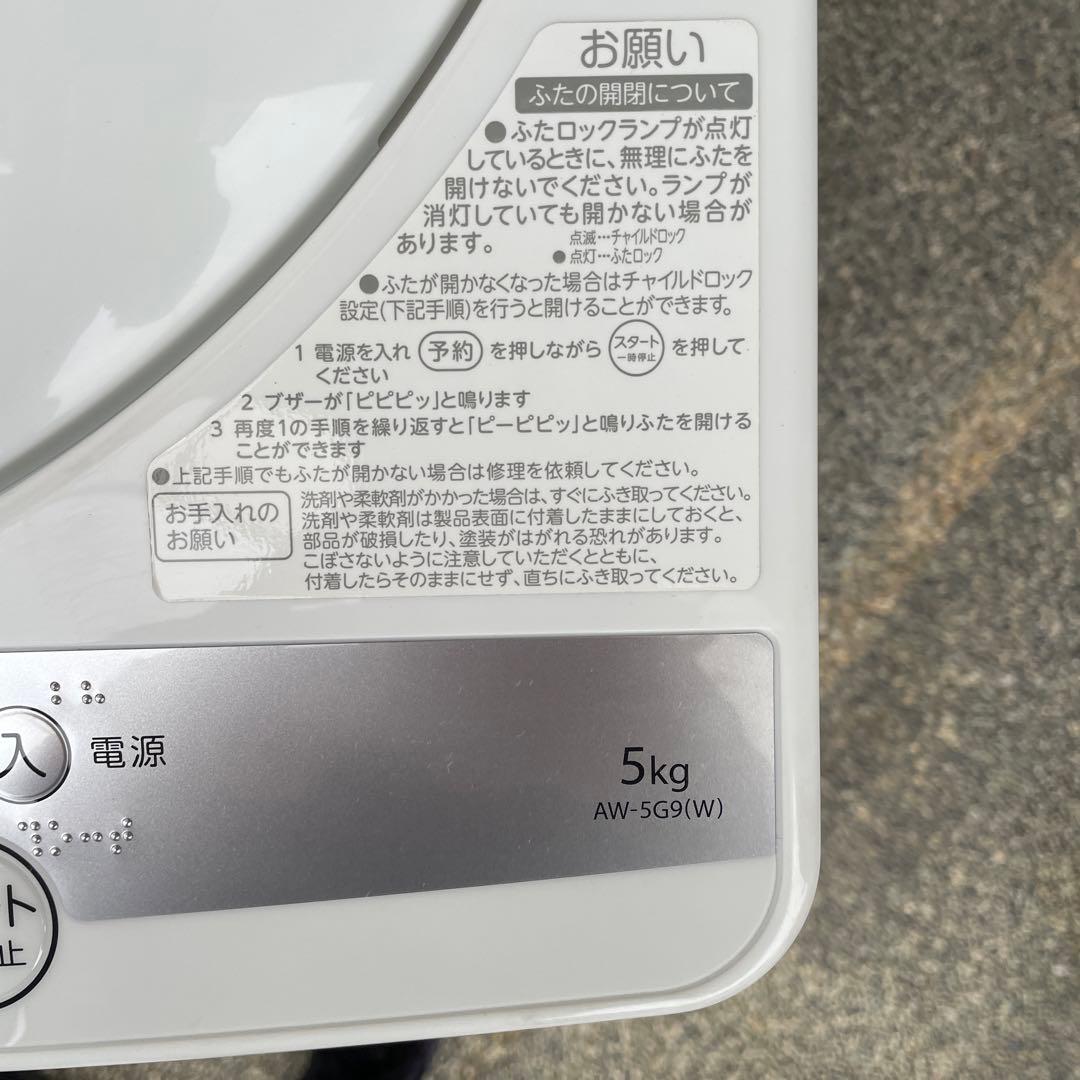 お願い
ふたの開閉について
●ふたロックランプが点灯
しているときに、無理にふたを
開けないでください。ランプが
消灯していても開かない場合が
あります。
点滅…チャイルドロック
● 点灯…ふたロック
●ふたが開かなくなった場合はチャイルドロック
設定(下記手順)を行うと開けることができます。
1 電源を入れ 予約 を押しながら スタート 一時停止 を押して
ください
2 ブザーが「ピピピッ」と鳴ります
3 再度1の手順を繰り返すと「ピーピピッ」と鳴りふたを開ける
ことができます
●上記手順でもふたが開かない場合は修理を依頼してください。
お手入れの
お願い
洗剤や柔軟剤がかかった場合は、すぐにふき取ってください。
洗剤や柔軟剤は製品表面に付着したままにしておくと、
部品が破損したり、塗装がはがれる恐れがあります。
こぼさないように注意していただくとともに、
付着したらそのままにせず、直ちにふき取ってください。
入 電源
5kg
AW-5G9(W)
ート
止